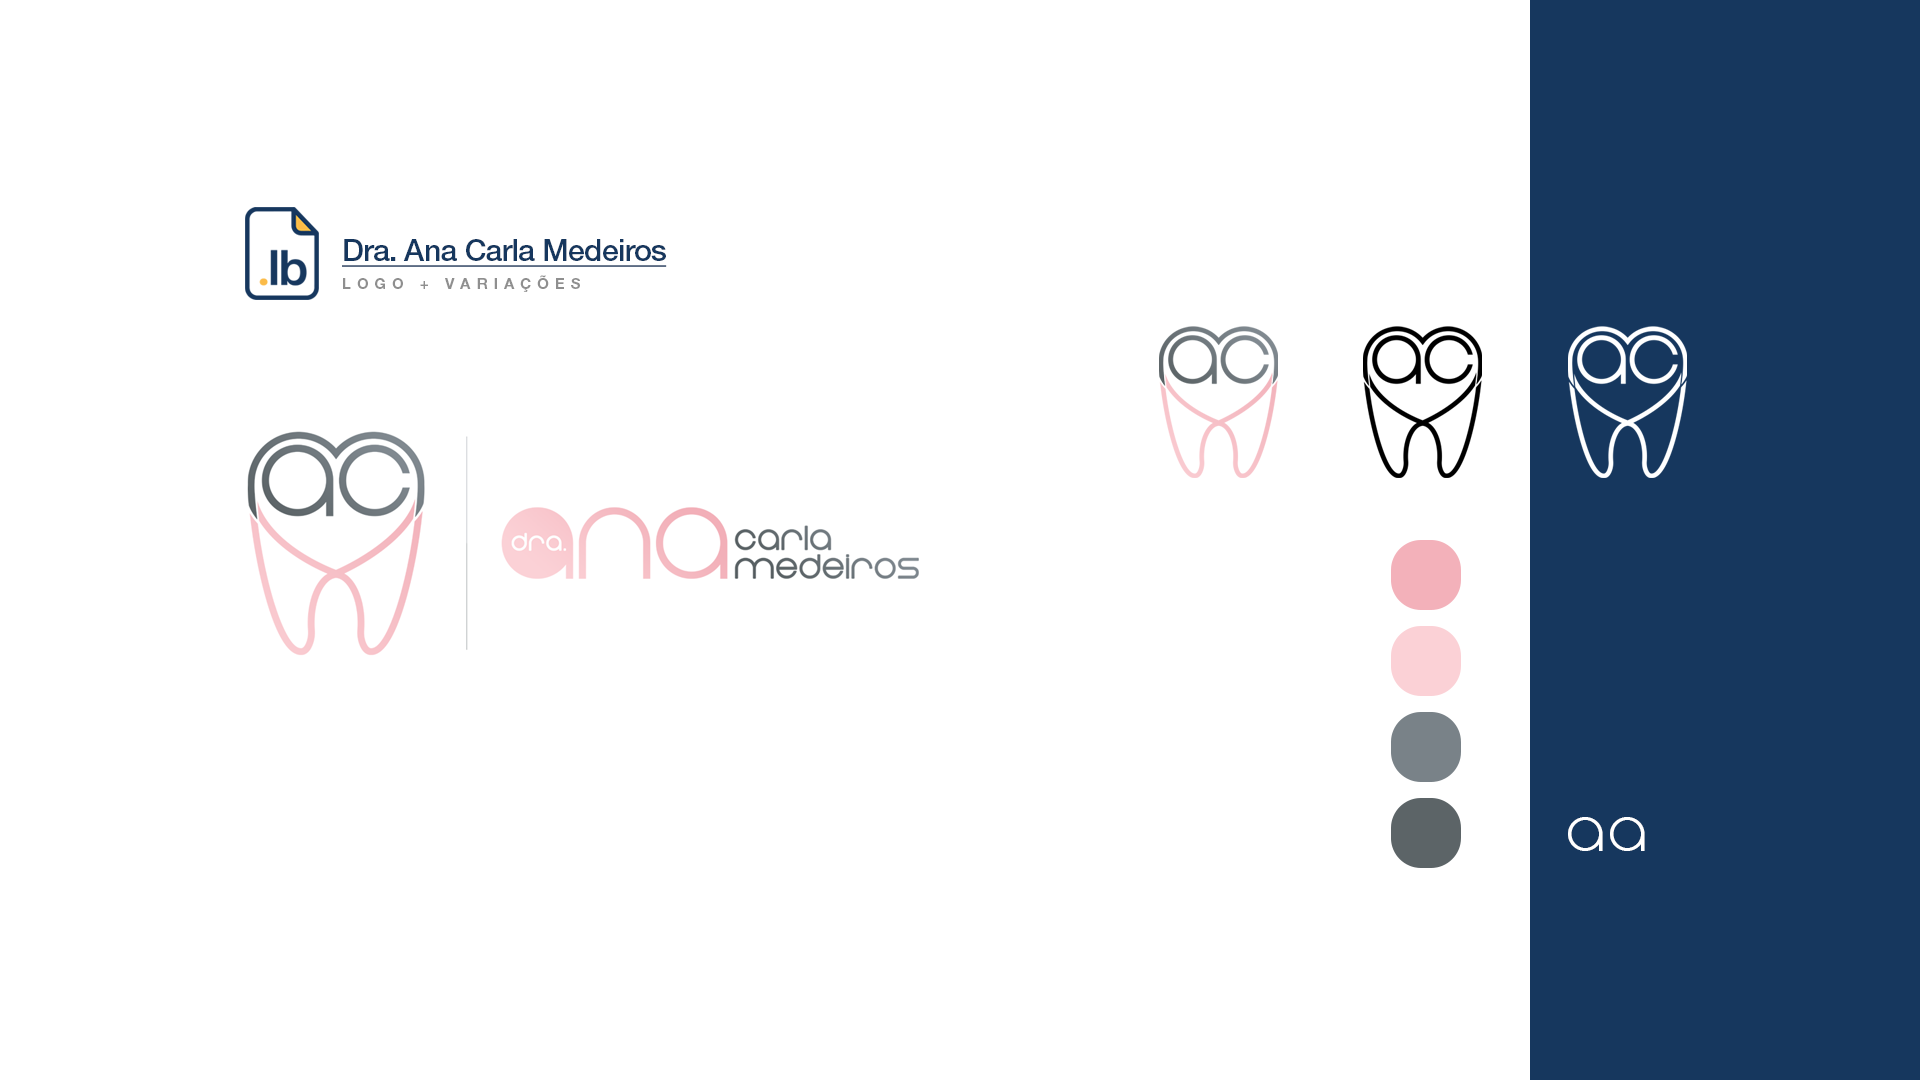 .lb
Dra. Ana Carla Medeiros
LOGO + VARIAÇÕES
ac
ac
ac
ac
dra.
ana
carla
medeiros
aa